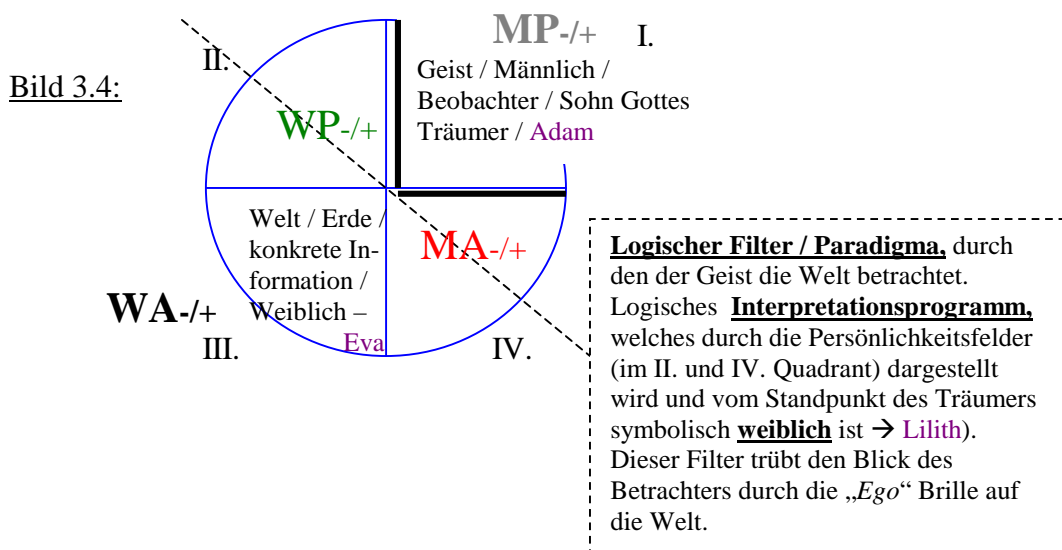 MP-/+ I.
II.
Geist / Männlich /
Beobachter / Sohn Gottes
Träumer / Adam
Bild 3.4:
WP-/+
Welt / Erde /
konkrete In-
formation /
Weiblich –
Eva
MA-/+
WA-/+
III.
IV.
Logischer Filter / Paradigma, durch
den der Geist die Welt betrachtet.
Logisches Interpretationsprogramm,
welches durch die Persönlichkeitsfelder
(im II. und IV. Quadrant) dargestellt
wird und vom Standpunkt des Träumers
symbolisch weiblich ist → Lilith).
Dieser Filter trübt den Blick des
Betrachters durch die „Ego“ Brille auf
die Welt.